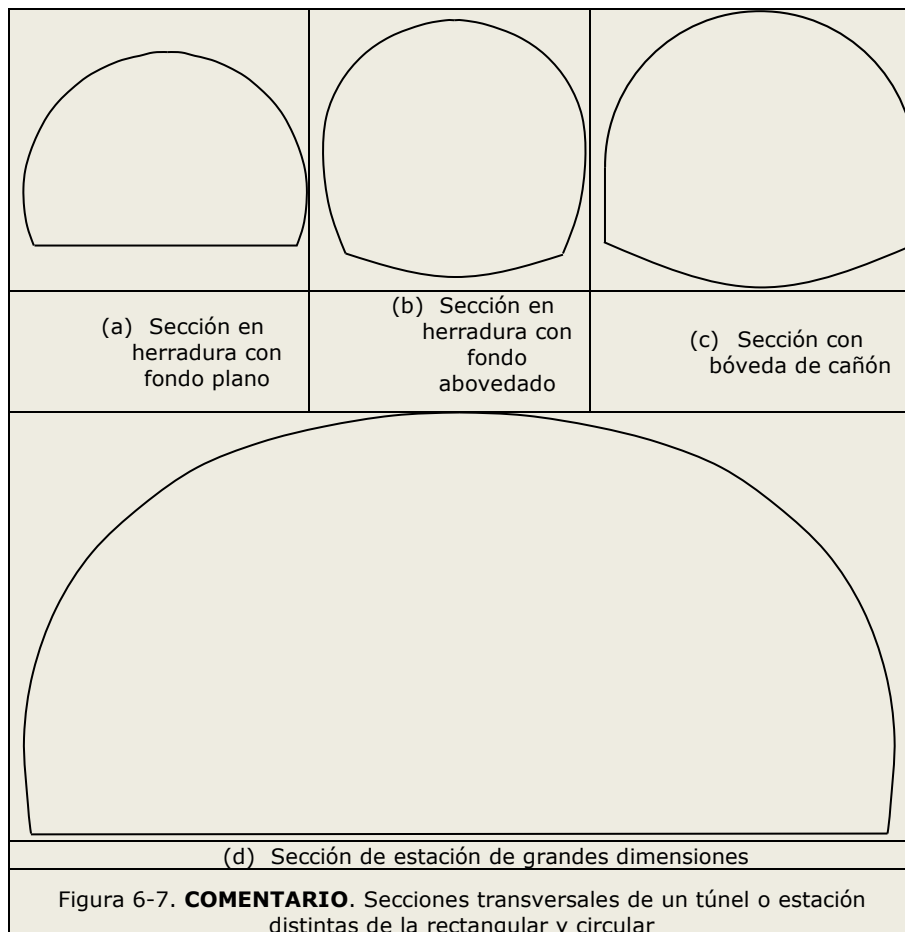 (a) Sección en
herradura con
fondo plano
(b) Sección en
herradura con
fondo
abovedado
(c) Sección con
bóveda de cañón
(d) Sección de estación de grandes dimensiones
Figura 6-7. COMENTARIO. Secciones transversales de un túnel o estación
distintas de la rectangular y circular